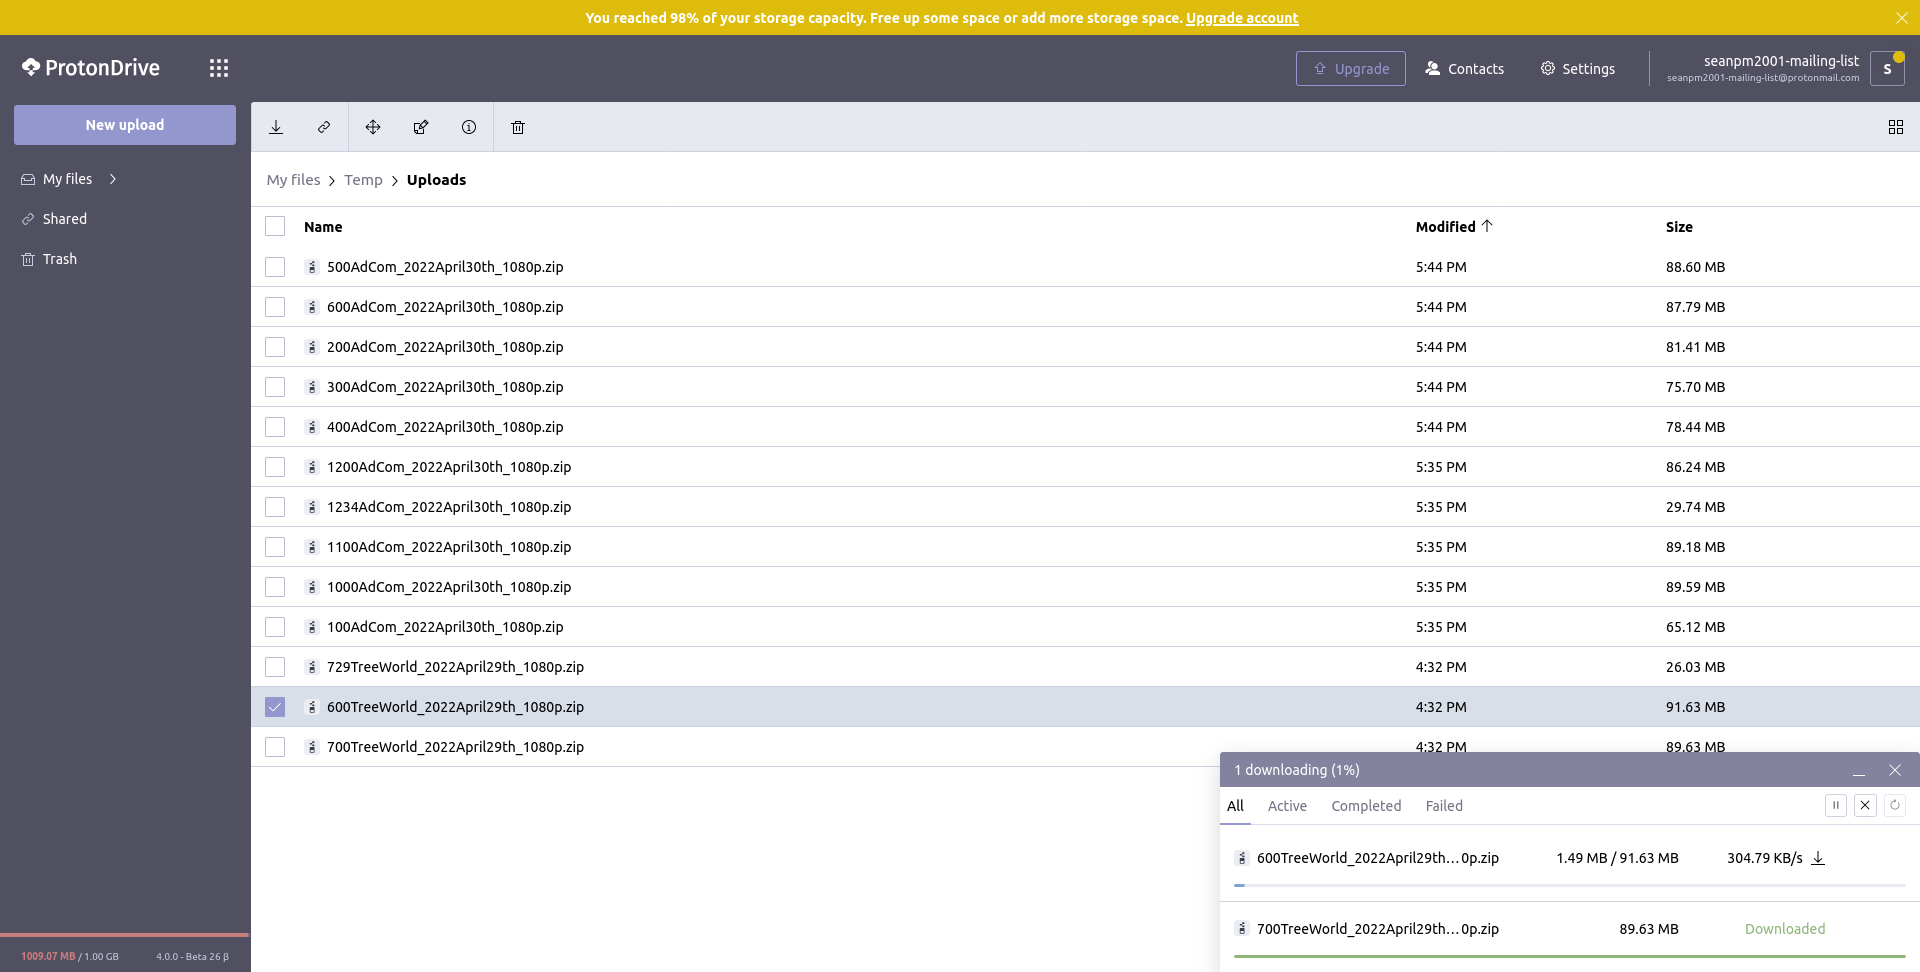 You reached 98% of your storage capacity. Free up some space or add more storage space. Upgrade account
ProtonDrive
Upgrade
Contacts
Settings
seanpm2001-mailing-list
seanpm2001-mailing-list@protonmail.com
S
New upload
My files
Shared
Trash
My files > Temp > Uploads
Name Modified Size
500AdCom_2022April30th_1080p.zip 5:44 PM 88.60 MB
600AdCom_2022April30th_1080p.zip 5:44 PM 87.79 MB
200AdCom_2022April30th_1080p.zip 5:44 PM 81.41 MB
300AdCom_2022April30th_1080p.zip 5:44 PM 75.70 MB
400AdCom_2022April30th_1080p.zip 5:44 PM 78.44 MB
1200AdCom_2022April30th_1080p.zip 5:35 PM 86.24 MB
1234AdCom_2022April30th_1080p.zip 5:35 PM 29.74 MB
1100AdCom_2022April30th_1080p.zip 5:35 PM 89.18 MB
1000AdCom_2022April30th_1080p.zip 5:35 PM 89.59 MB
100AdCom_2022April30th_1080p.zip 5:35 PM 65.12 MB
729TreeWorld_2022April29th_1080p.zip 4:32 PM 26.03 MB
600TreeWorld_2022April29th_1080p.zip 4:32 PM 91.63 MB
700TreeWorld_2022April29th_1080p.zip 4:32 PM 89.63 MB
1 downloading (1%)
All Active Completed Failed
600TreeWorld_2022April29th…0p.zip 1.49 MB / 91.63 MB 304.79 KB/s
700TreeWorld_2022April29th…0p.zip 89.63 MB Downloaded
1009.07 MB / 1.00 GB 4.0.0 - Beta 26 β